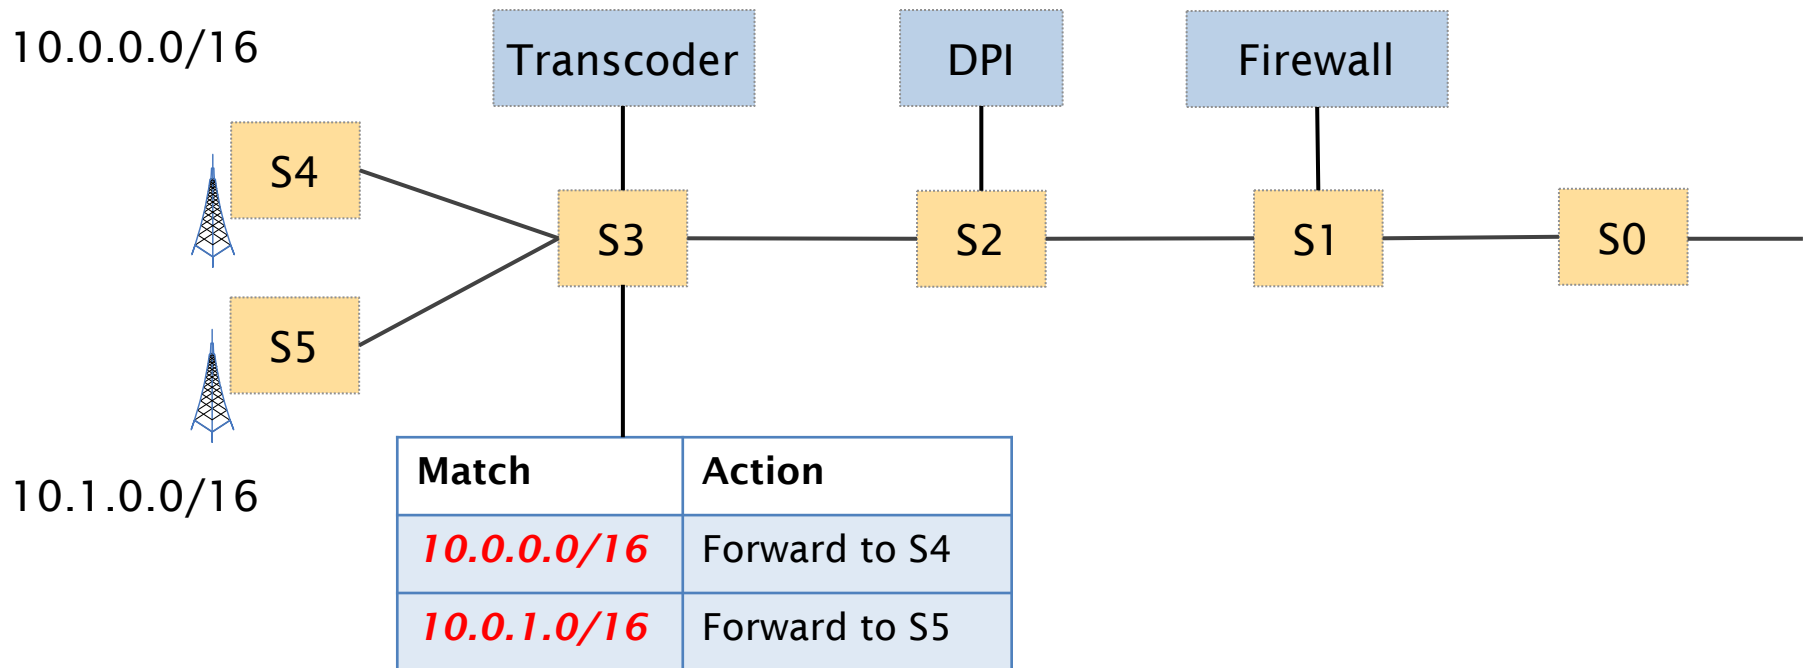 10.0.0.0/16
Transcoder
DPI
Firewall
S4
S3
S2
S1
S0
S5
10.1.0.0/16
Match Action
10.0.0.0/16 Forward to S4
10.0.1.0/16 Forward to S5